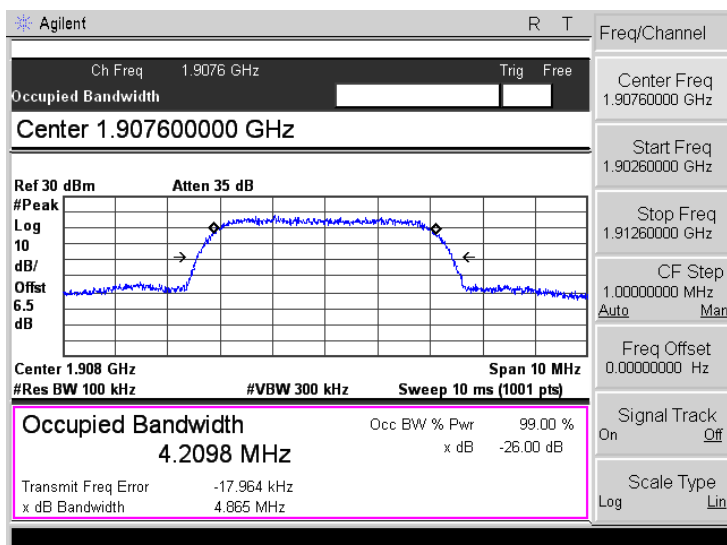 Agilent R T
Ch Freq 1.9076 GHz Trig Free
Occupied Bandwidth
Center 1.907600000 GHz
Ref 30 dBm Atten 35 dB
#Peak
Log
10
dB/
Offst
6.5
dB
Center 1.908 GHz Span 10 MHz
#Res BW 100 kHz #VBW 300 kHz Sweep 10 ms (1001 pts)
Occupied Bandwidth Occ BW % Pwr 99.00 %
4.2098 MHz x dB -26.00 dB
Transmit Freq Error -17.964 kHz
x dB Bandwidth 4.865 MHz
Freq/Channel
Center Freq
1.90760000 GHz
Start Freq
1.90260000 GHz
Stop Freq
1.91260000 GHz
CF Step
1.00000000 MHz
Auto Man
Freq Offset
0.00000000 Hz
Signal Track
On Off
Scale Type
Log Lin